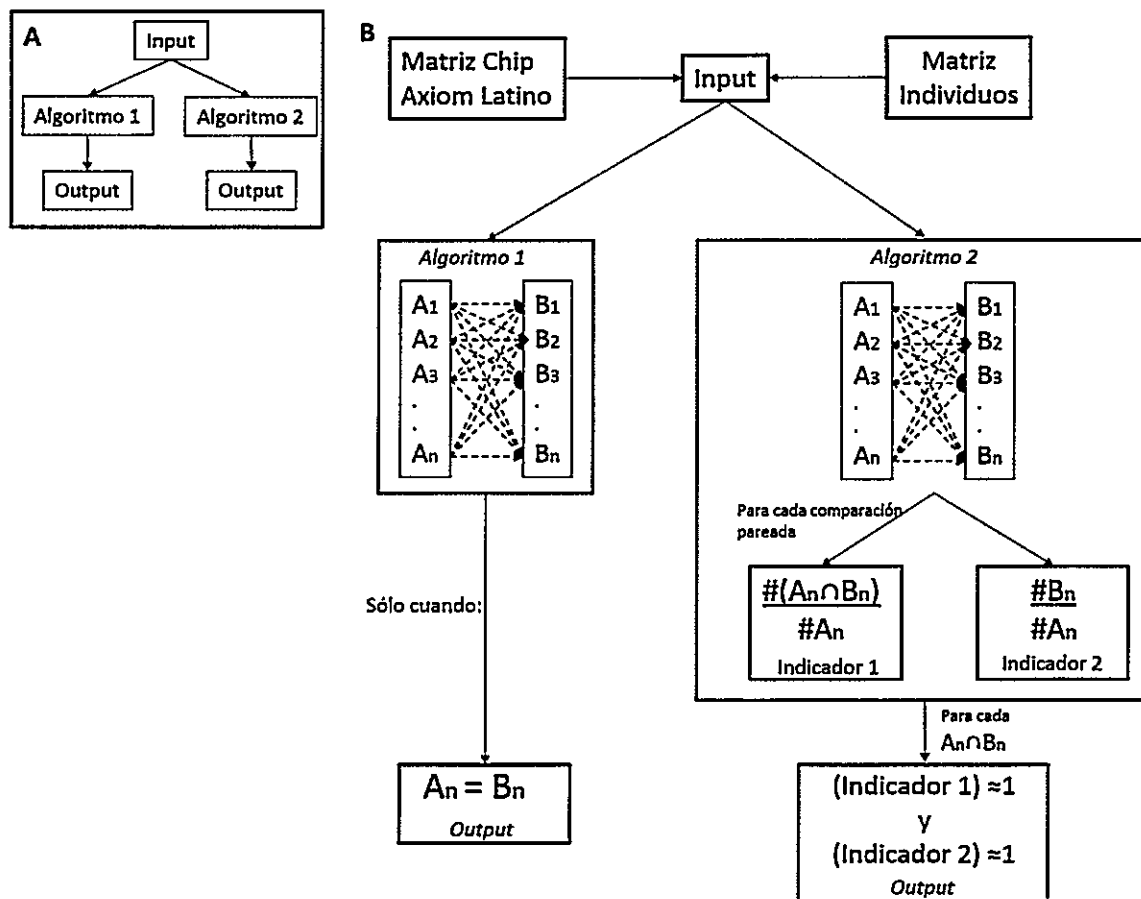 A
Input
Algoritmo 1
Algoritmo 2
Output
Output
B
Matriz Chip
Axiom Latino
Input
Matriz
Individuos
Algoritmo 1
A1
B1
A2
B2
A3
B3
.
.
.
.
An
Bn
Sólo cuando:
An = Bn
Output
Algoritmo 2
A1
B1
A2
B2
A3
B3
.
.
.
.
An
Bn
Para cada comparación
pareada
#(An∩Bn)
#An
Indicador 1
#Bn
#An
Indicador 2
Para cada
An∩Bn
(Indicador 1) ≈1
y
(Indicador 2) ≈1
Output